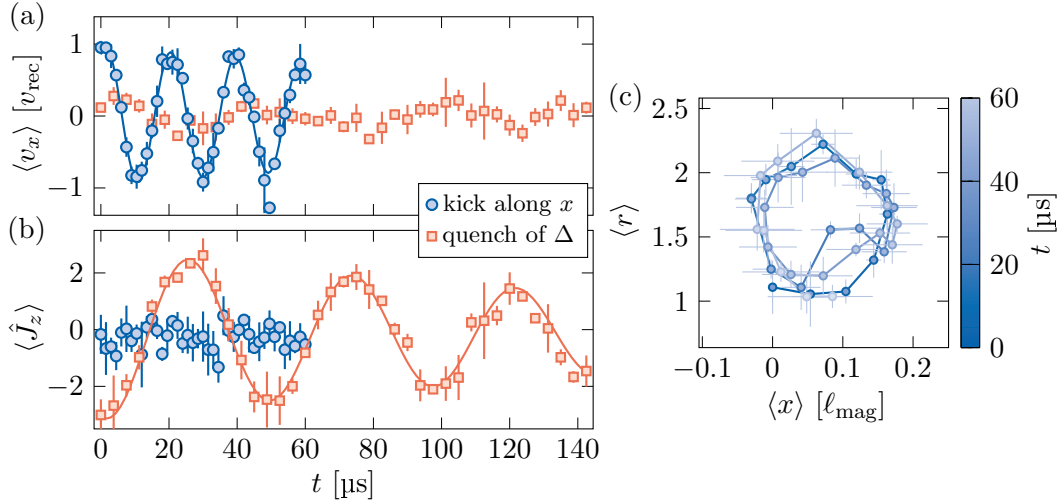 (a)
1
0
−1
⟨v_x⟩ [v_rec]
kick along x
quench of Δ
(b)
2
0
−2
⟨Ĵ_z⟩
0 20 40 60 80 100 120 140
t [µs]
(c)
2.5
2
1.5
1
⟨r⟩
−0.1 0 0.1 0.2
⟨x⟩ [ℓ_mag]
60
40
20
0
t [µs]